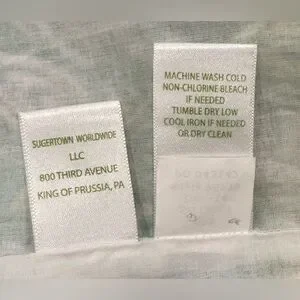 SUGERTOWN WORLDWIDE
LLC
800 THIRD AVENUE
KING OF PRUSSIA, PA
MACHINE WASH COLD
NON-CHLORINE BLEACH
IF NEEDED
TUMBLE DRY LOW
COOL IRON IF NEEDED
OR DRY CLEAN